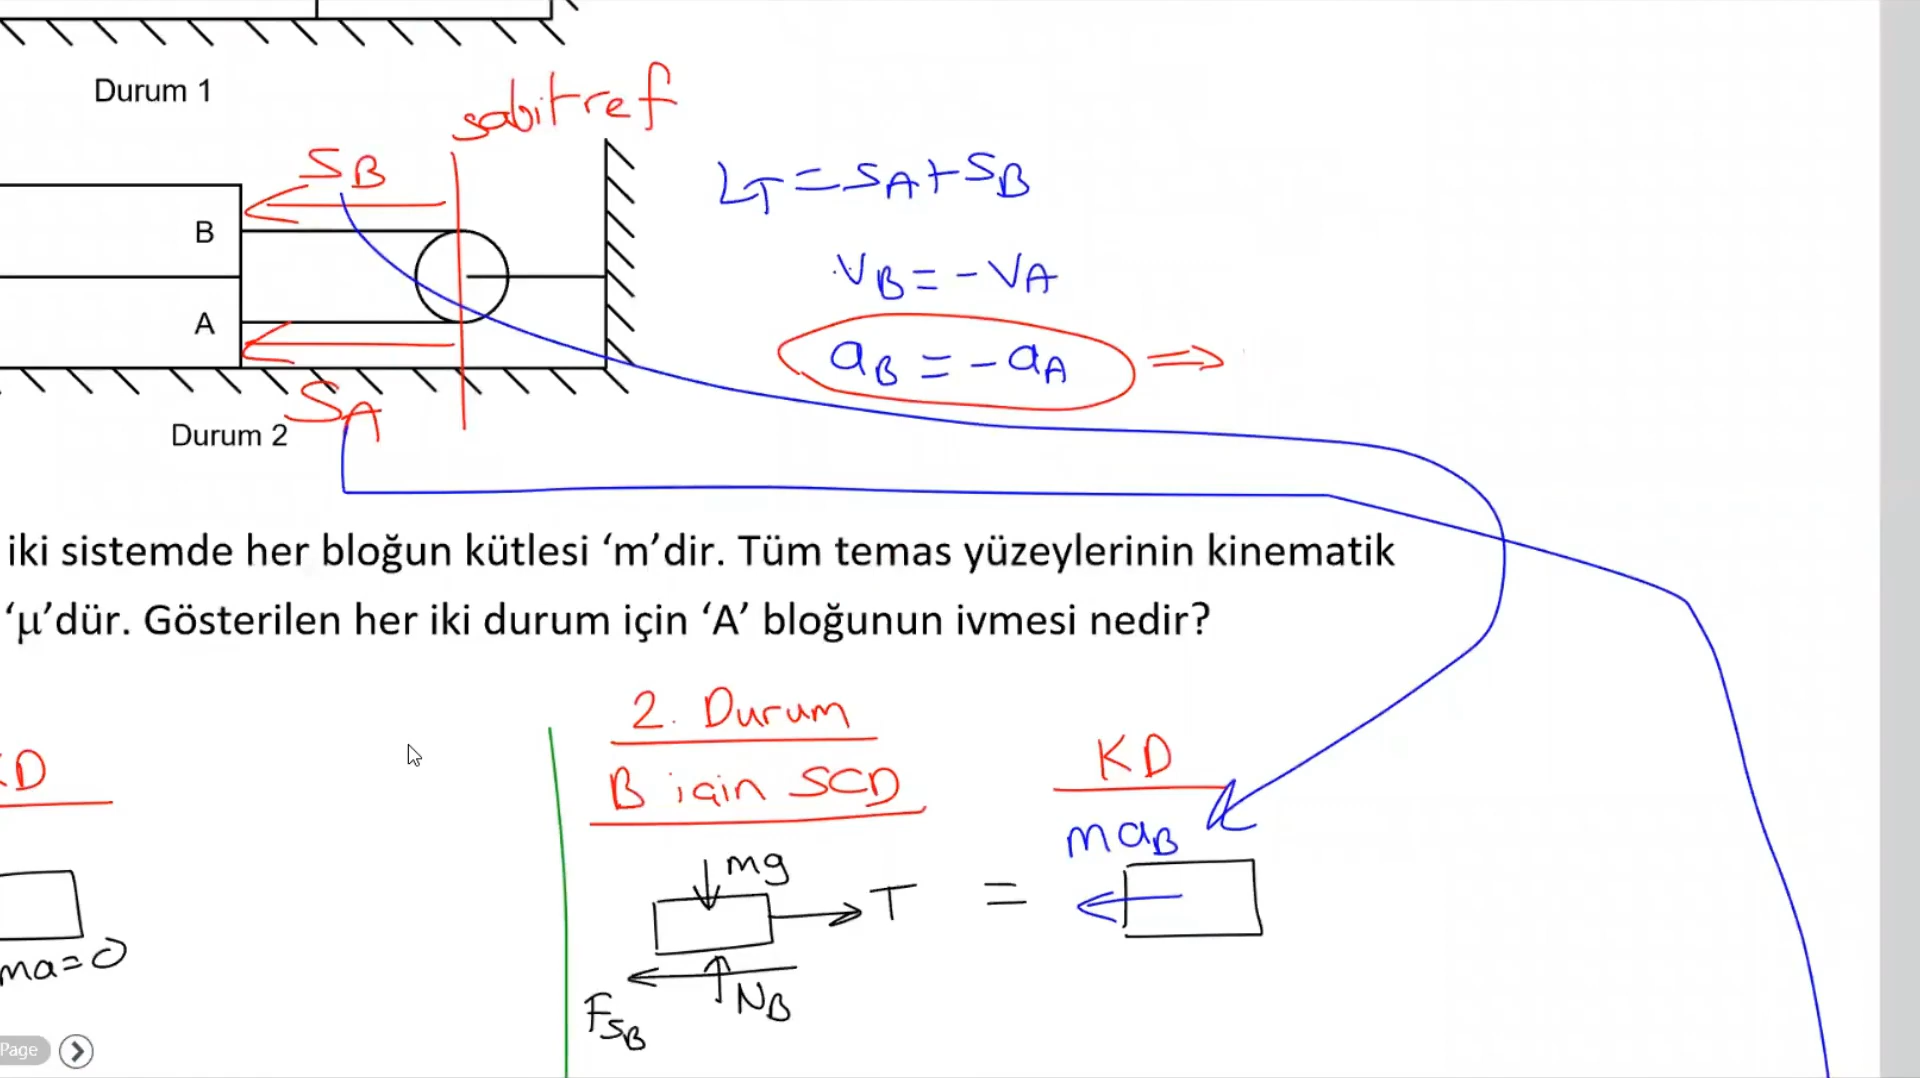 Durum 1
sabit ref
SB
B
A
SA
Durum 2
LT = SA + SB
VB = - VA
aB = - aA ⇒
iki sistemde her bloğun kütlesi ‘m’dir. Tüm temas yüzeylerinin kinematik
‘μ’dür. Gösterilen her iki durum için ‘A’ bloğunun ivmesi nedir?
KD
ma=0
2. Durum
B için SCD
KD
mg
T
=
maB
FSB
NB
Page